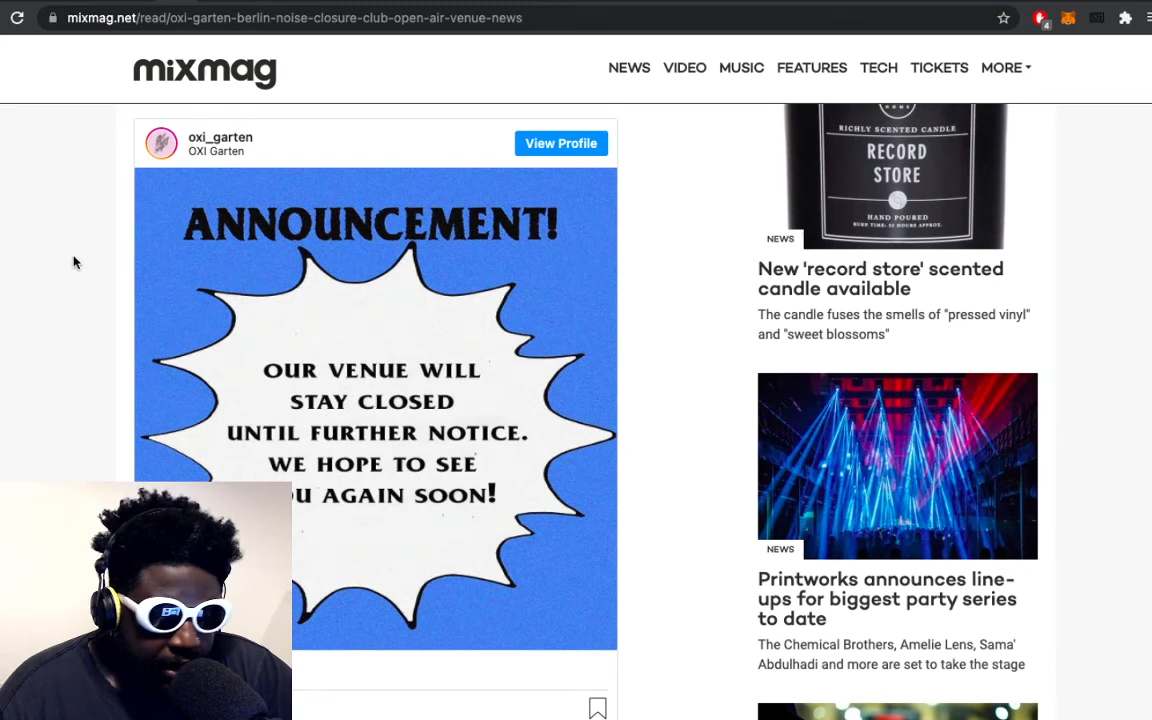 mixmag.net/read/oxi-garten-berlin-noise-closure-club-open-air-venue-news
4
mixmag
NEWS VIDEO MUSIC FEATURES TECH TICKETS MORE
oxi_garten
OXI Garten
View Profile
ANNOUNCEMENT!
OUR VENUE WILL
STAY CLOSED
UNTIL FURTHER NOTICE.
WE HOPE TO SEE
OU AGAIN SOON!
HOME
RICHLY SCENTED CANDLE
RECORD
STORE
HAND POURED
NEWS
New 'record store' scented
candle available
The candle fuses the smells of "pressed vinyl"
and "sweet blossoms"
NEWS
Printworks announces line-
ups for biggest party series
to date
The Chemical Brothers, Amelie Lens, Sama'
Abdulhadi and more are set to take the stage